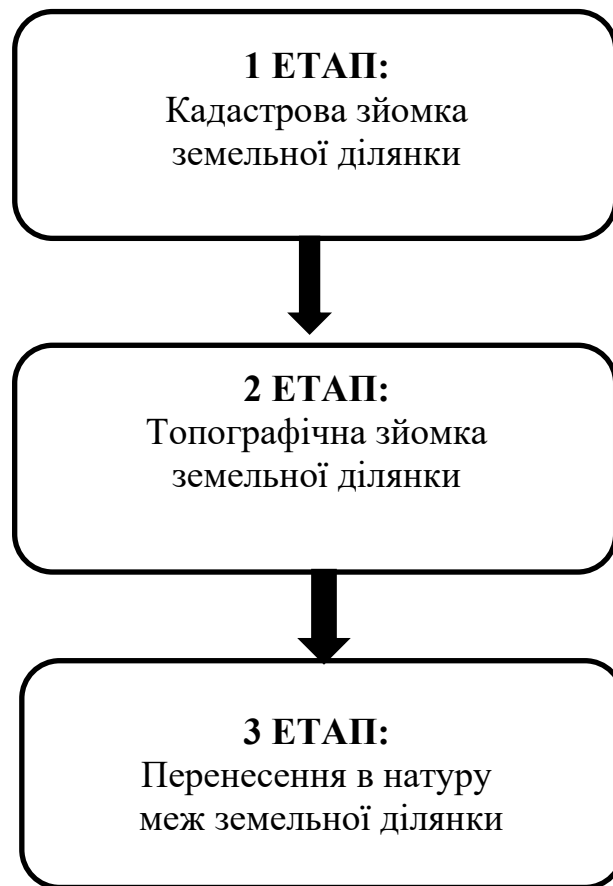 1 ЕТАП:
Кадастрова зйомка
земельної ділянки
2 ЕТАП:
Топографічна зйомка
земельної ділянки
3 ЕТАП:
Перенесення в натуру
меж земельної ділянки